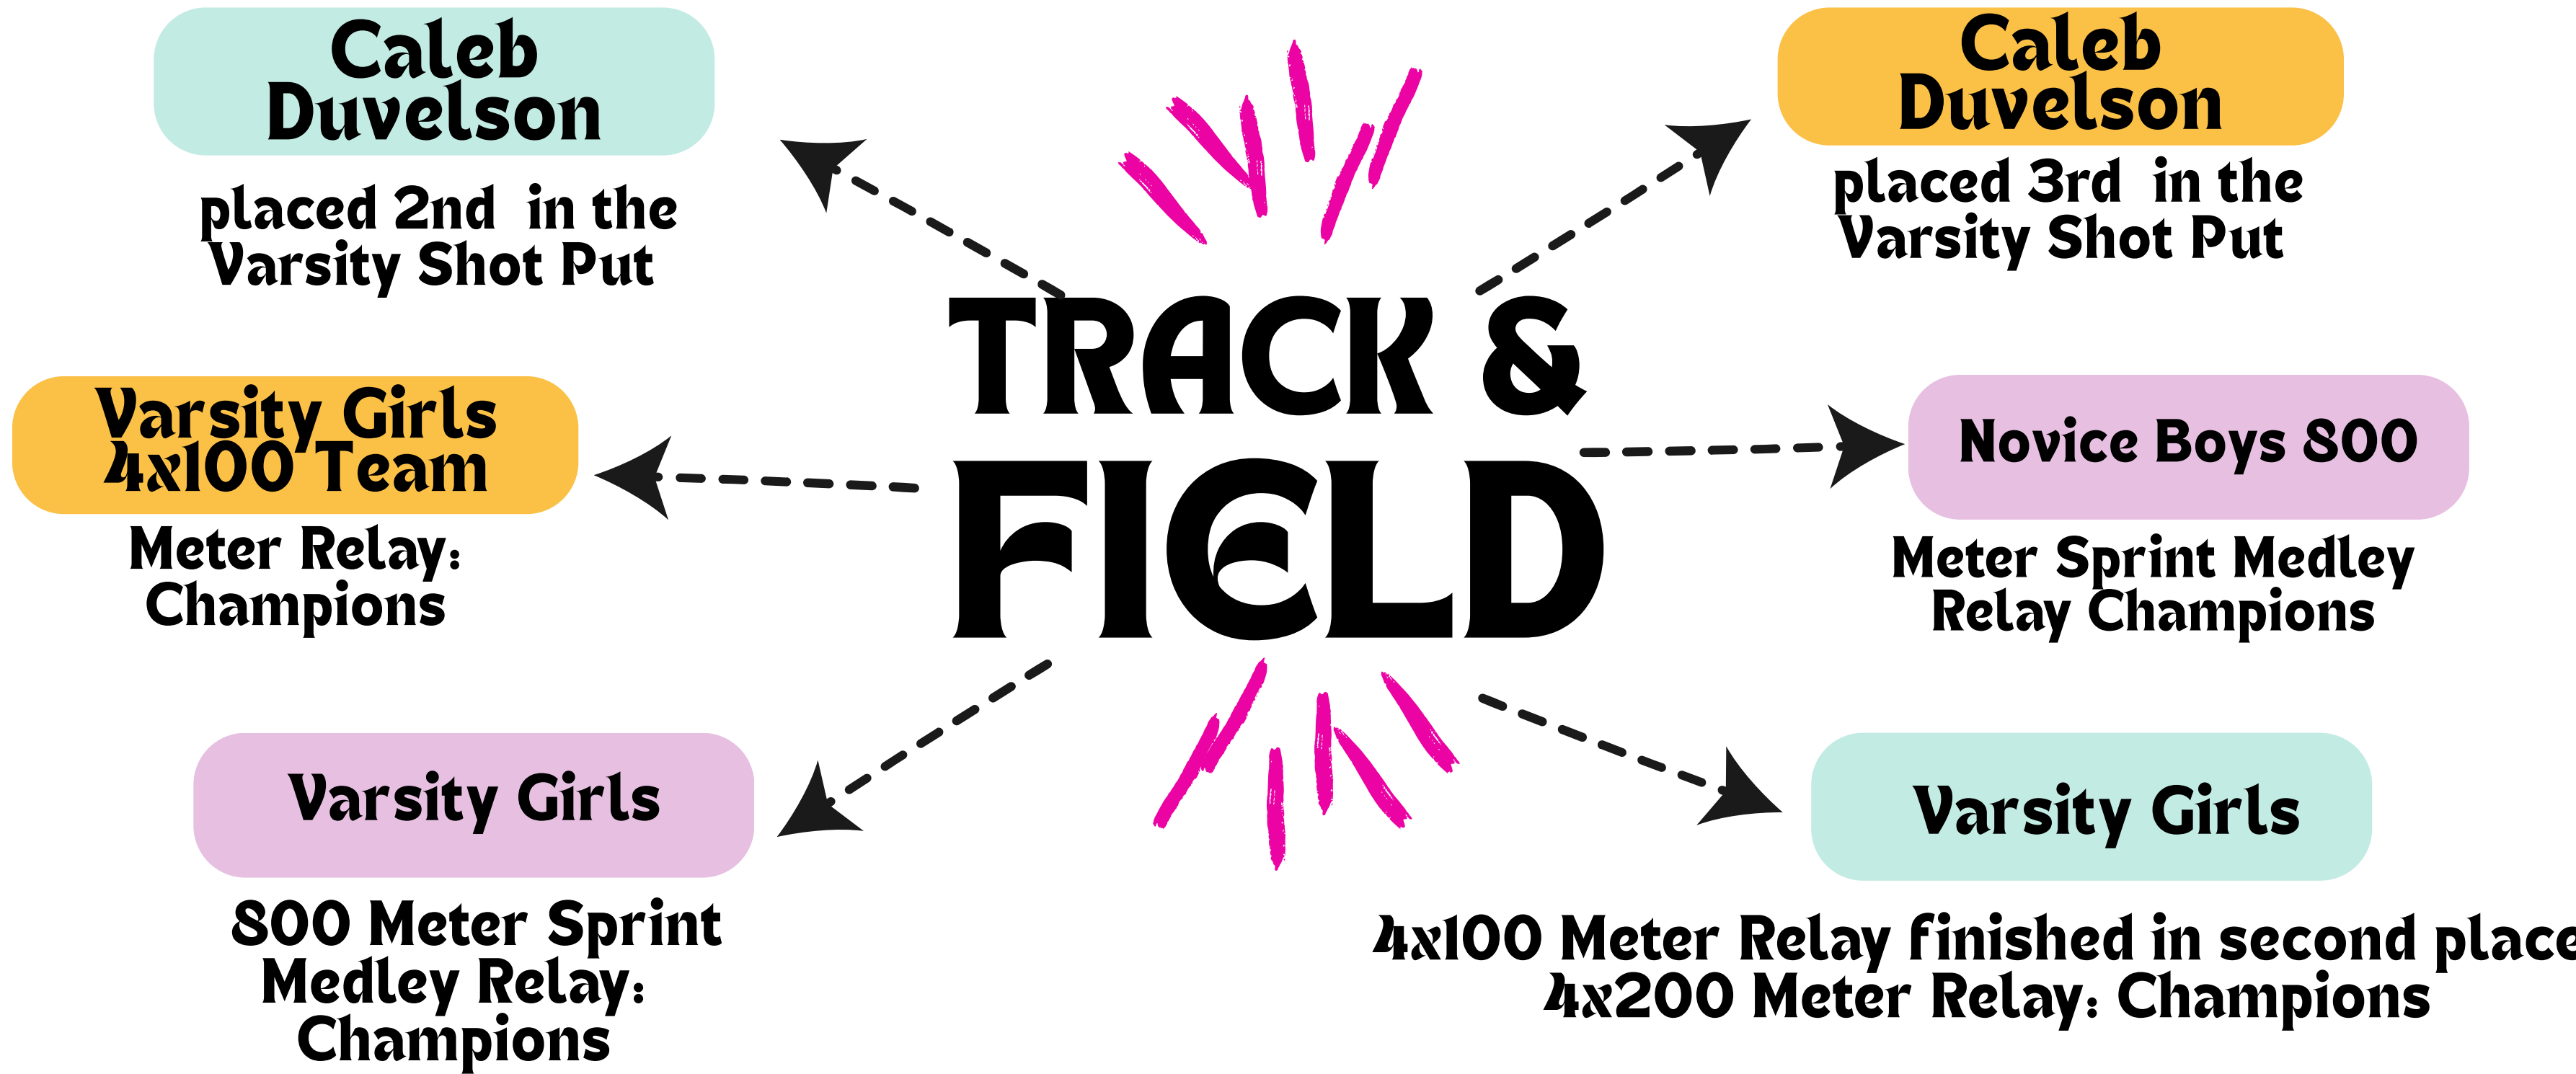 Caleb
Duvelson
placed 2nd in the
Varsity Shot Put
Caleb
Duvelson
placed 3rd in the
Varsity Shot Put
TRACK &
FIELD
Varsity Girls
4x100 Team
Meter Relay:
Champions
Novice Boys 800
Meter Sprint Medley
Relay Champions
Varsity Girls
800 Meter Sprint
Medley Relay:
Champions
Varsity Girls
4x100 Meter Relay finished in second place
4x200 Meter Relay: Champions